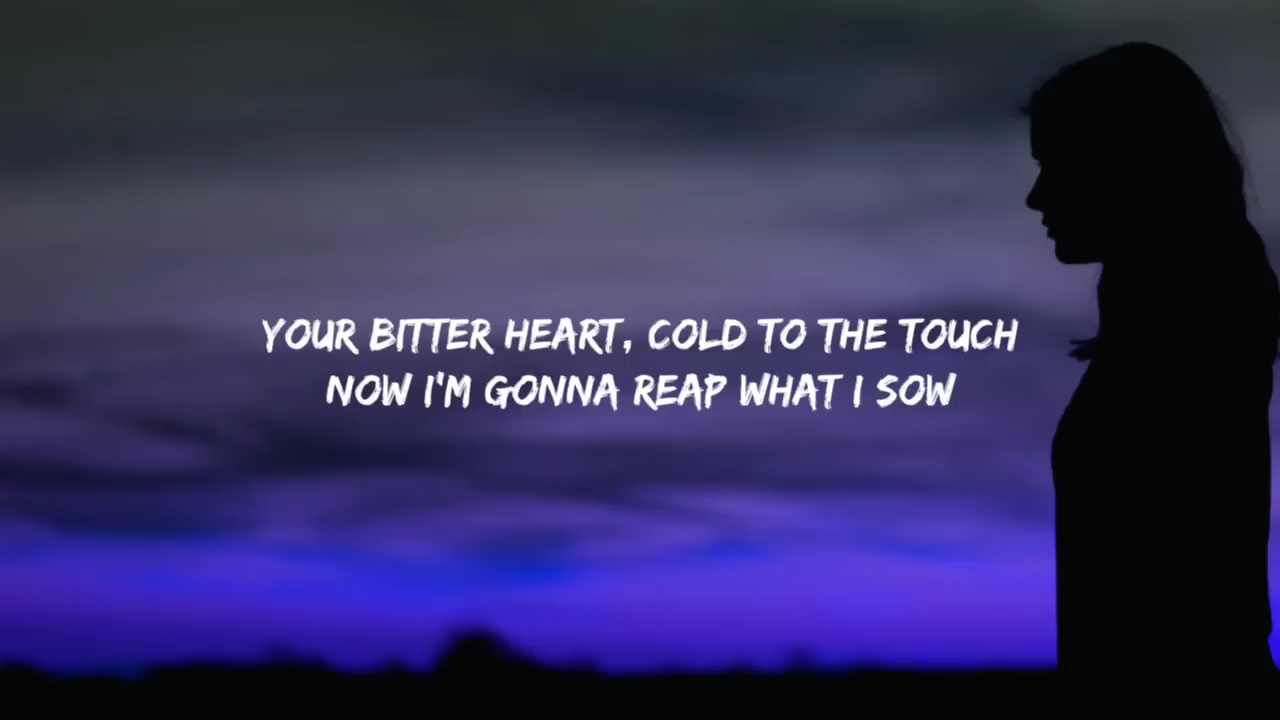 YOUR BITTER HEART, COLD TO THE TOUCH
NOW I'M GONNA REAP WHAT I SOW